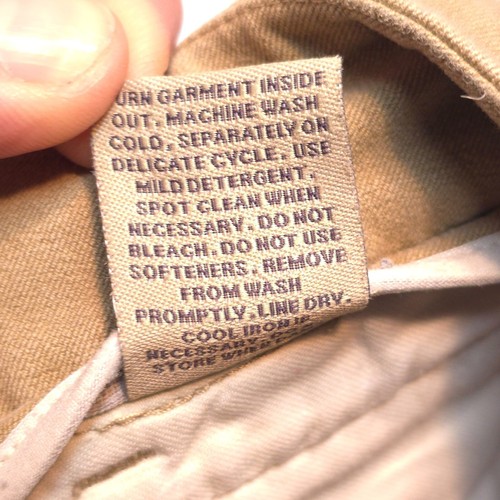 URN GARMENT INSIDE
OUT. MACHINE WASH
COLD, SEPARATELY ON
DELICATE CYCLE. USE
MILD DETERGENT.
SPOT CLEAN WHEN
NECESSARY. DO NOT
BLEACH. DO NOT USE
SOFTENERS. REMOVE
FROM WASH
PROMPTLY. LINE DRY.
COOL IRON IF
NECESSARY
STORE WHEN